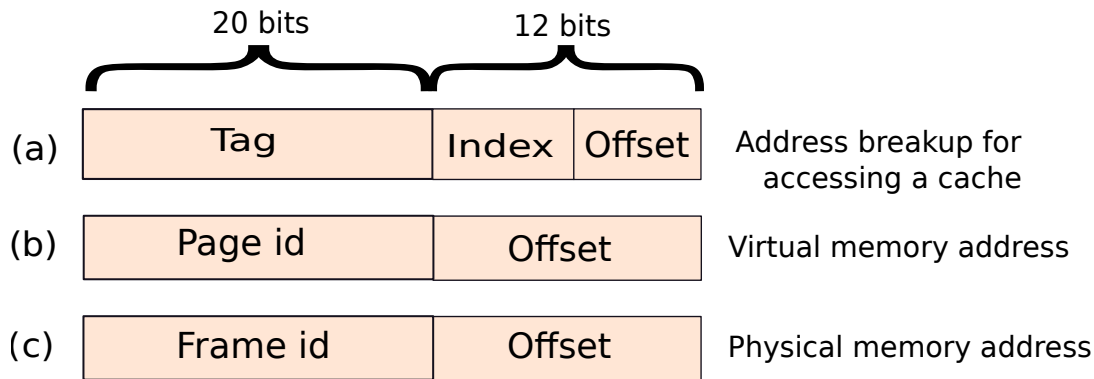 20 bits 12 bits
(a) Tag Index Offset Address breakup for
accessing a cache
(b) Page id Offset Virtual memory address
(c) Frame id Offset Physical memory address